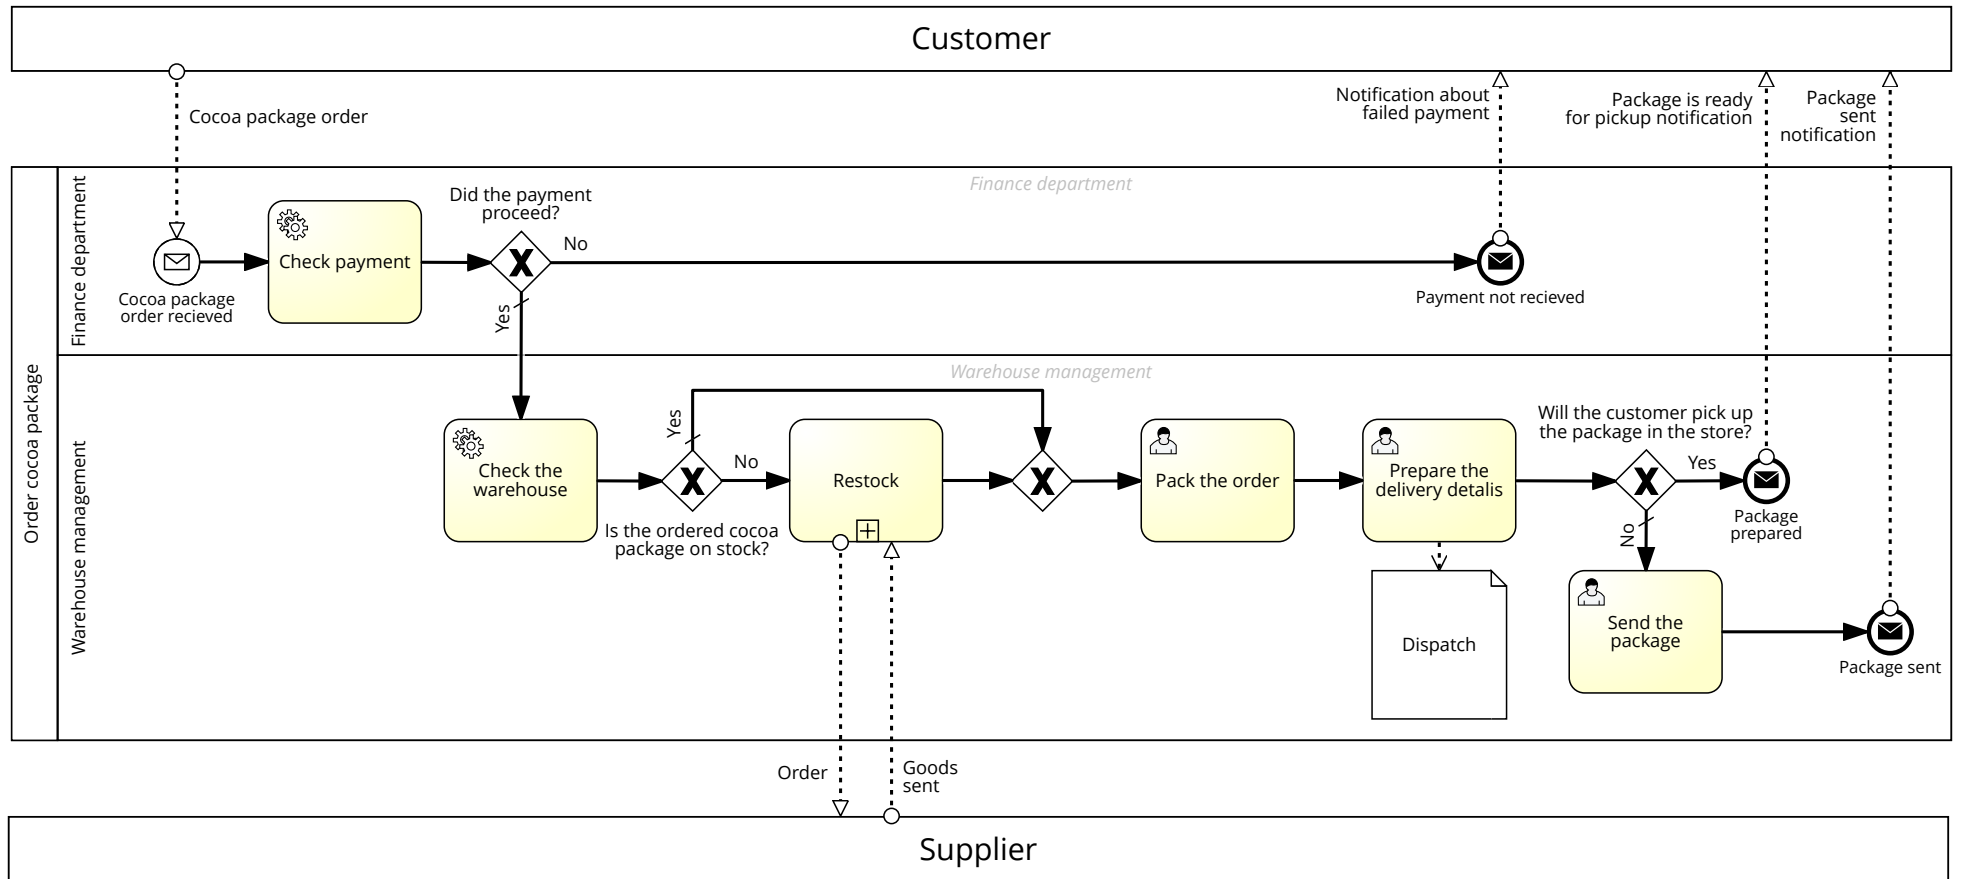 Customer
Cocoa package order
Notification about
failed payment
Package is ready
for pickup notification
Package
sent
notification
Order cocoa package
Finance department
Finance department
Did the payment
proceed?
No
Check payment
Cocoa package
order recieved
Yes
Payment not recieved
Warehouse management
Warehouse management
Check the
warehouse
Yes
No
Is the ordered cocoa
package on stock?
Restock
Pack the order
Prepare the
delivery detalis
Will the customer pick up
the package in the store?
Yes
Package
prepared
No
Dispatch
Send the
package
Package sent
Order
Goods
sent
Supplier